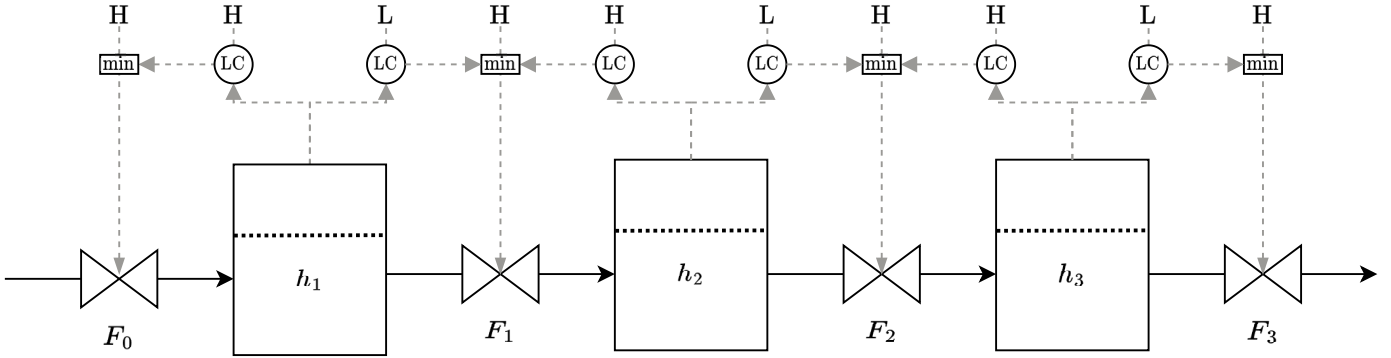 H H L H H L H H L H
min LC LC min LC LC min LC LC min
h₁ h₂ h₃
F₀ F₁ F₂ F₃